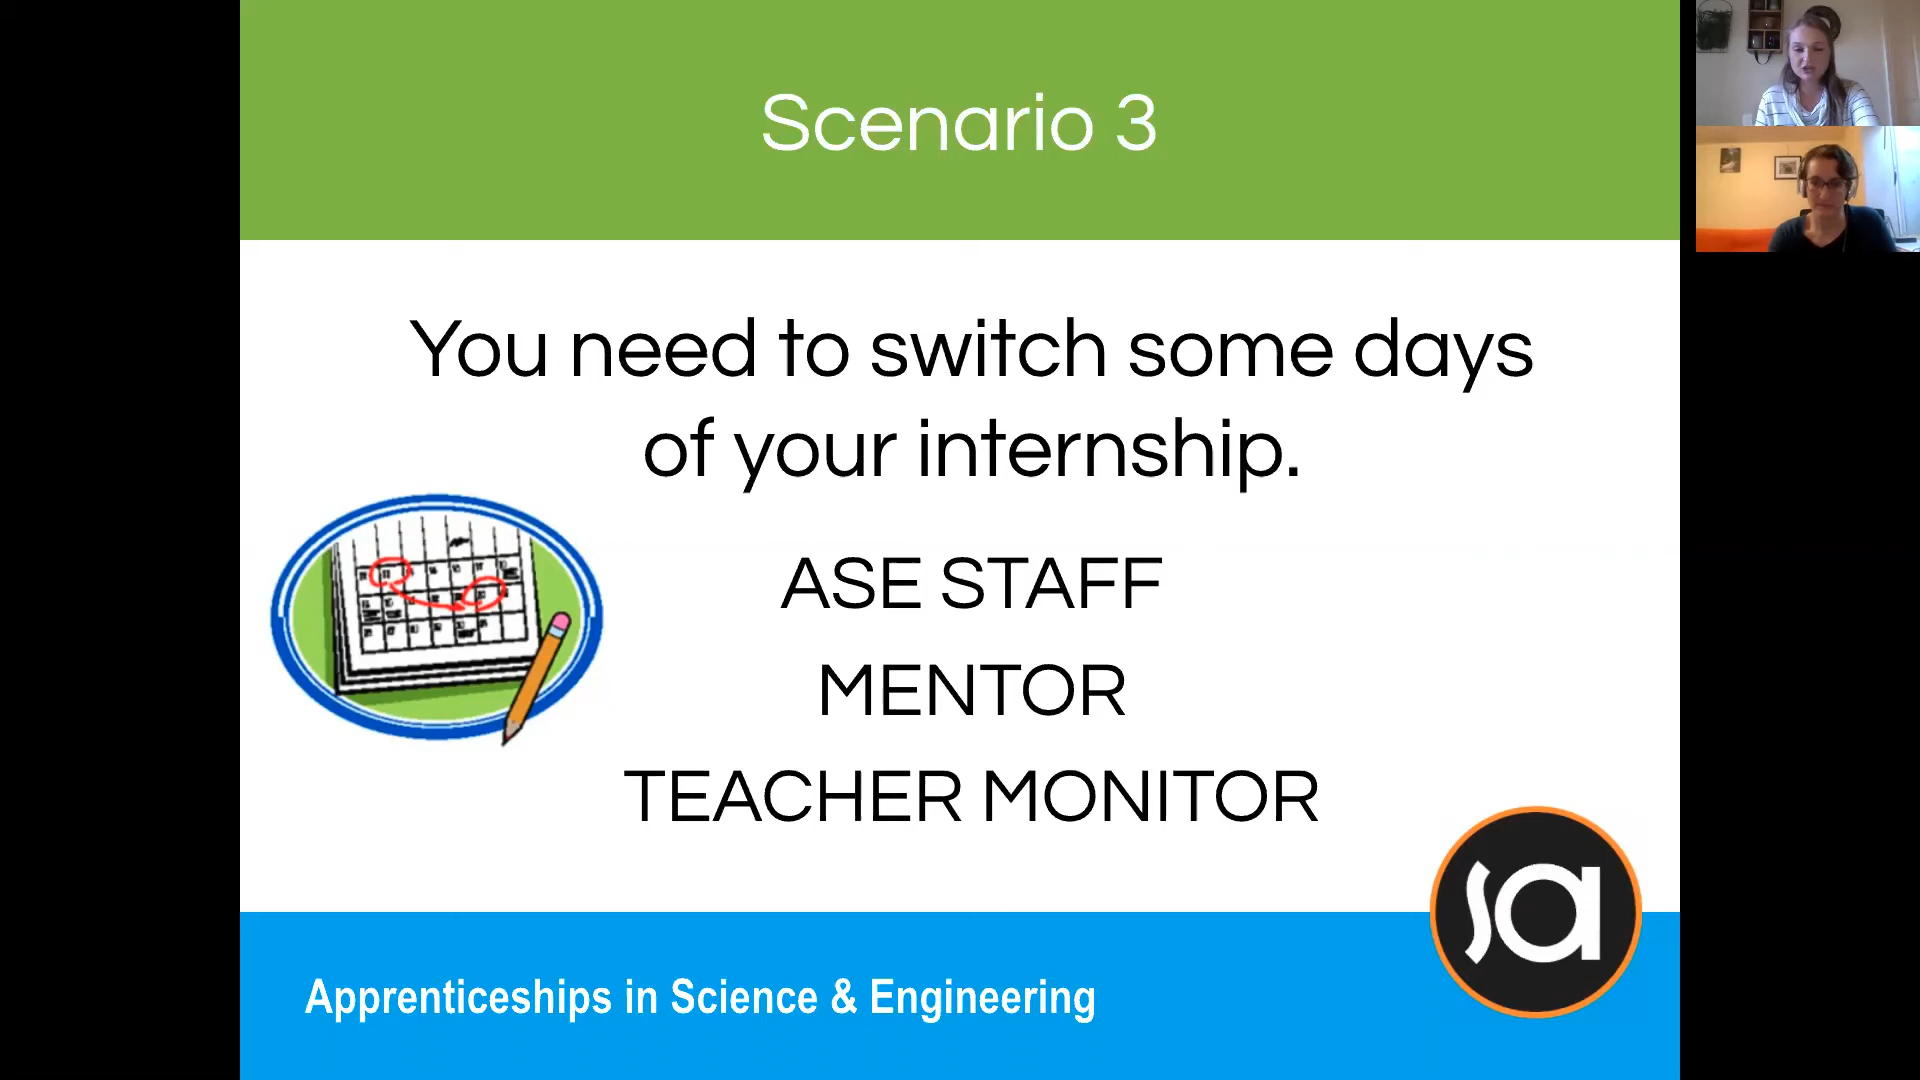 Scenario 3
You need to switch some days
of your internship.
ASE STAFF
MENTOR
TEACHER MONITOR
sa
Apprenticeships in Science & Engineering